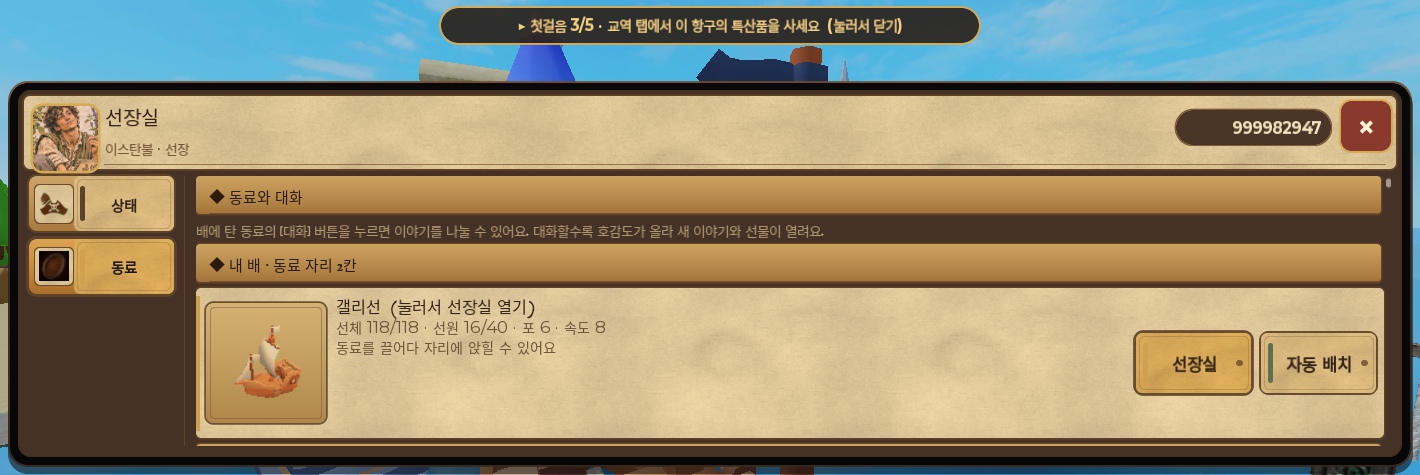 ▸ 첫걸음 3/5 · 교역 탭에서 이 항구의 특산품을 사세요 (눌러서 닫기)
선장실
이스탄불 · 선장
999982947
×
상태
동료
◆ 동료와 대화
배에 탄 동료의 [대화] 버튼을 누르면 이야기를 나눌 수 있어요. 대화할수록 호감도가 올라 새 이야기와 선물이 열려요.
◆ 내 배 · 동료 자리 2칸
갤리선 (눌러서 선장실 열기)
선체 118/118 · 선원 16/40 · 포 6 · 속도 8
동료를 끌어다 자리에 앉힐 수 있어요
선장실
자동 배치